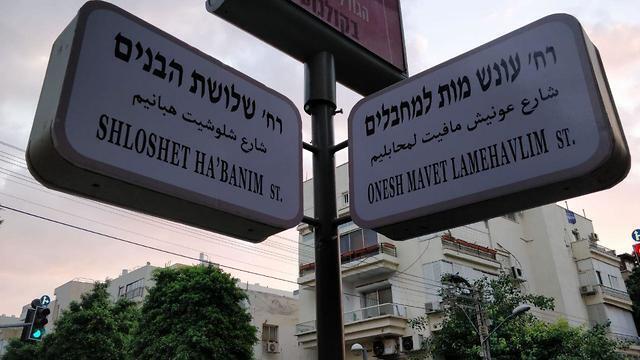 בקולנוע
רח׳ שלושת הבנים
شارع شلوشيت هبانيم
SHLOSHET HA'BANIM ST.
רח׳ עונש מות למחבלים
شارع عونيش مافيت لمحابليم
ONESH MAVET LAMEHAVLIM ST.